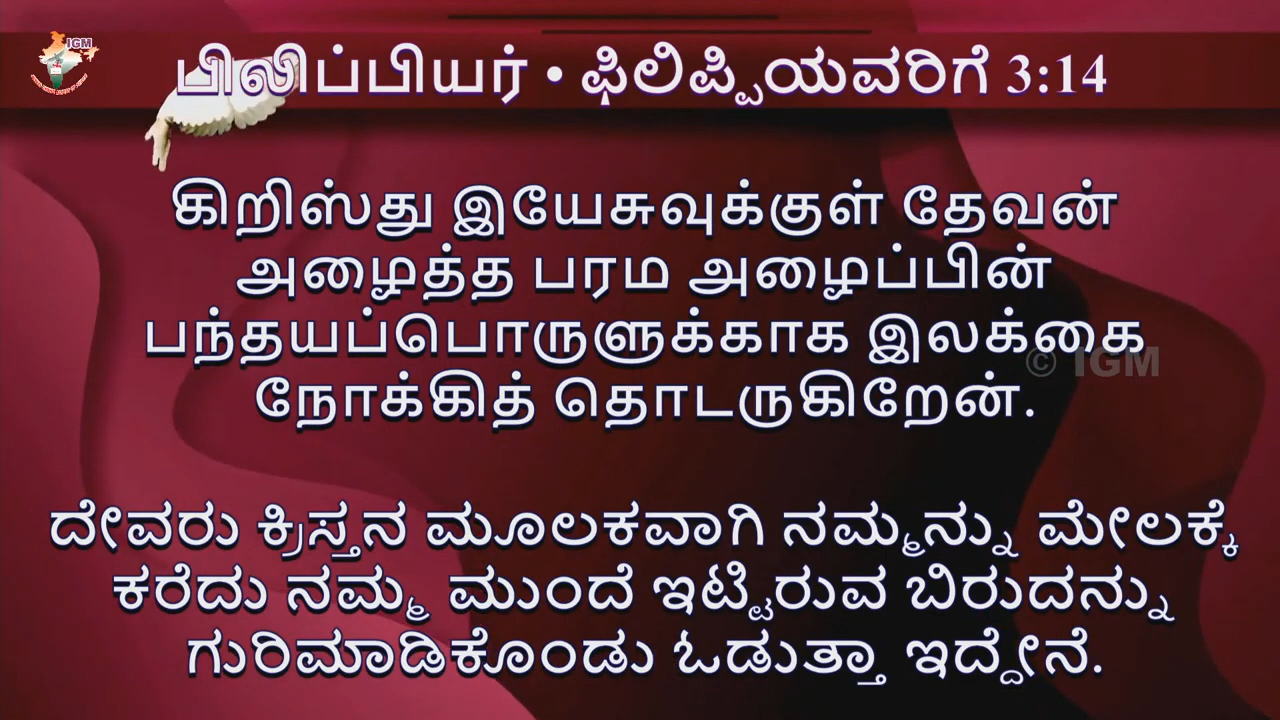 IGM
பிலிப்பியர் • ಫಿಲಿಪ್ಪಿಯವರಿಗೆ 3:14
கிறிஸ்து இயேசுவுக்குள் தேவன்
அழைத்த பரம அழைப்பின்
பந்தயப்பொருளுக்காக இலக்கை
© IGM
நோக்கித் தொடருகிறேன்.
ದೇವರು ಕ್ರಿಸ್ತನ ಮೂಲಕವಾಗಿ ನಮ್ಮನ್ನು ಮೇಲಕ್ಕೆ
ಕರೆದು ನಮ್ಮ ಮುಂದೆ ಇಟ್ಟಿರುವ ಬಿರುದನ್ನು
ಗುರಿಮಾಡಿಕೊಂಡು ಓಡುತ್ತಾ ಇದ್ದೇನೆ.